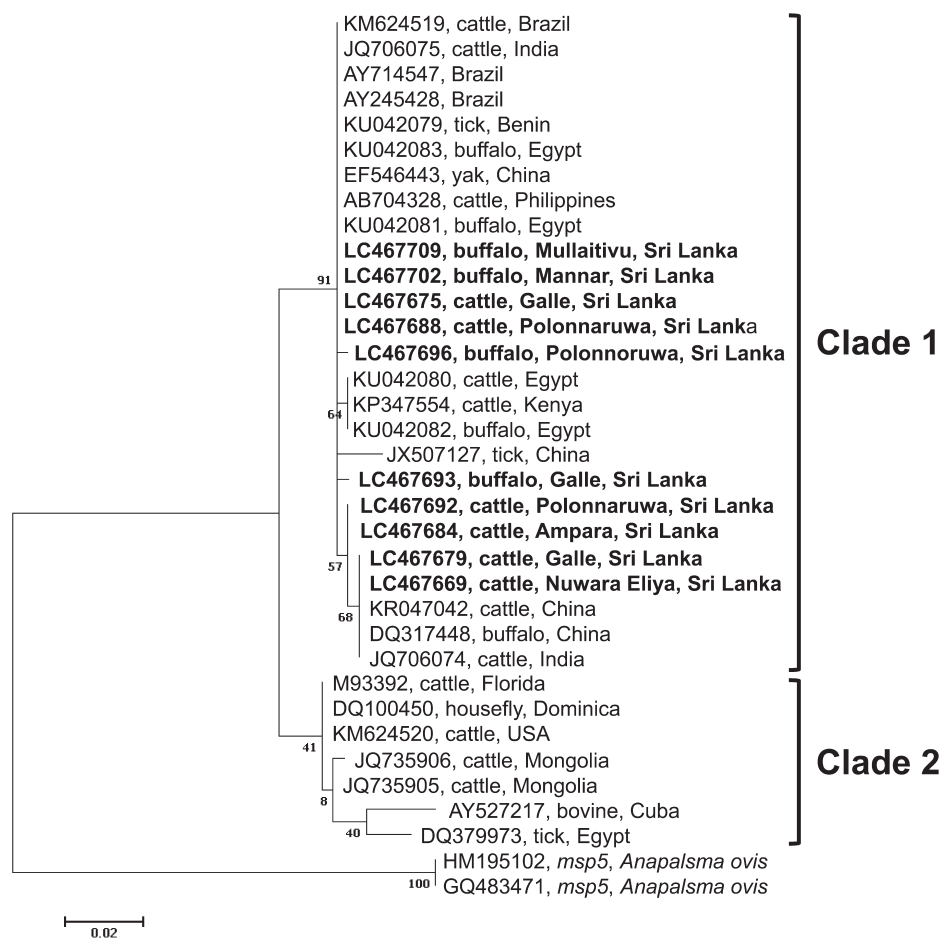 KM624519, cattle, Brazil
JQ706075, cattle, India
AY714547, Brazil
AY245428, Brazil
KU042079, tick, Benin
KU042083, buffalo, Egypt
EF546443, yak, China
AB704328, cattle, Philippines
KU042081, buffalo, Egypt
LC467709, buffalo, Mullaitivu, Sri Lanka
LC467702, buffalo, Mannar, Sri Lanka
91
LC467675, cattle, Galle, Sri Lanka
LC467688, cattle, Polonnaruwa, Sri Lanka
Clade 1
LC467696, buffalo, Polonnoruwa, Sri Lanka
KU042080, cattle, Egypt
KP347554, cattle, Kenya
64
KU042082, buffalo, Egypt
JX507127, tick, China
LC467693, buffalo, Galle, Sri Lanka
LC467692, cattle, Polonnaruwa, Sri Lanka
LC467684, cattle, Ampara, Sri Lanka
LC467679, cattle, Galle, Sri Lanka
57
LC467669, cattle, Nuwara Eliya, Sri Lanka
KR047042, cattle, China
68
DQ317448, buffalo, China
JQ706074, cattle, India
M93392, cattle, Florida
DQ100450, housefly, Dominica
KM624520, cattle, USA
41
JQ735906, cattle, Mongolia
Clade 2
JQ735905, cattle, Mongolia
8
AY527217, bovine, Cuba
40
DQ379973, tick, Egypt
HM195102, msp5, Anapalsma ovis
100
GQ483471, msp5, Anapalsma ovis
0.02